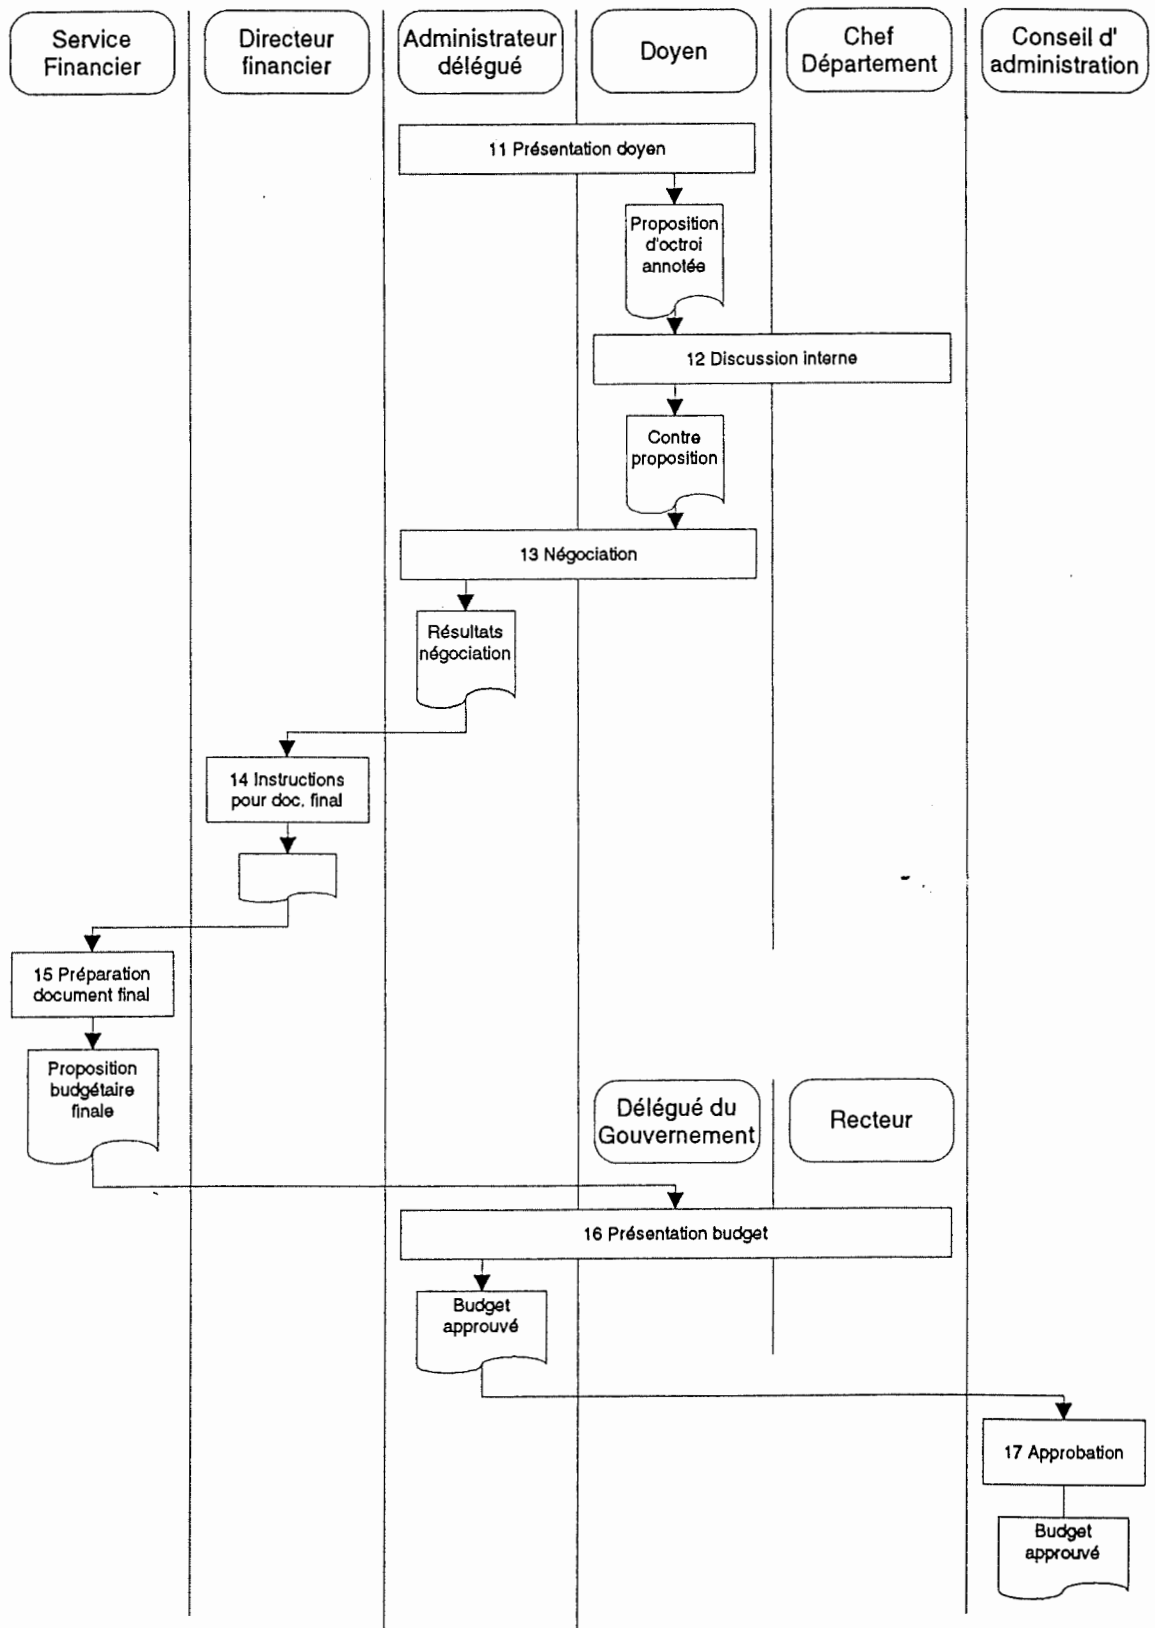 Service
Financier
Directeur
financier
Administrateur
délégué
Doyen
Chef
Département
Conseil d'
administration
11 Présentation doyen
Proposition
d'octroi
annotée
12 Discussion interne
Contre
proposition
13 Négociation
Résultats
négociation
14 Instructions
pour doc. final
15 Préparation
document final
Proposition
budgétaire
finale
Délégué du
Gouvernement
Recteur
16 Présentation budget
Budget
approuvé
17 Approbation
Budget
approuvé